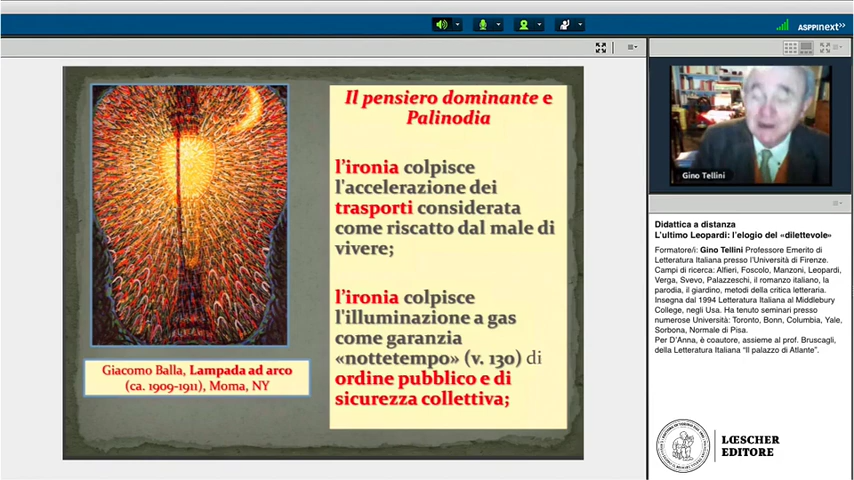 ASPPInext»
Il pensiero dominante e
Palinodia
l'ironia colpisce
l'accelerazione dei
trasporti considerata
come riscatto dal male di
vivere;
l'ironia colpisce
l'illuminazione a gas
come garanzia
«nottetempo» (v. 130) di
ordine pubblico e di
sicurezza collettiva;
Giacomo Balla, Lampada ad arco
(ca. 1909-1911), Moma, NY
Gino Tellini
Didattica a distanza
L'ultimo Leopardi: l'elogio del «dilettevole»
Formatore/i: Gino Tellini Professore Emerito di
Letteratura Italiana presso l'Università di Firenze.
Campi di ricerca: Alfieri, Foscolo, Manzoni, Leopardi,
Verga, Svevo, Palazzeschi, il romanzo italiano, la
parodia, il giardino, metodi della critica letteraria.
Insegna dal 1994 Letteratura Italiana al Middlebury
College, negli Usa. Ha tenuto seminari presso
numerose Università: Toronto, Bonn, Columbia, Yale,
Sorbona, Normale di Pisa.
Per D'Anna, è coautore, assieme al prof. Bruscagli,
della Letteratura Italiana "Il palazzo di Atlante".
LŒSCHER
EDITORE